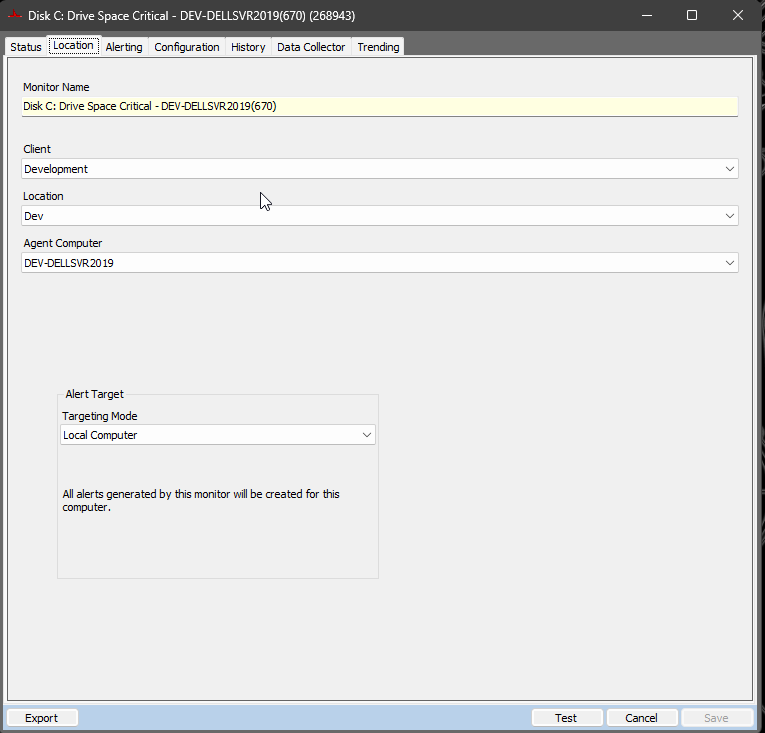 Disk C: Drive Space Critical - DEV-DELLSVR2019(670) (268943)
Status Location Alerting Configuration History Data Collector Trending
Monitor Name
Disk C: Drive Space Critical - DEV-DELLSVR2019(670)
Client
Development
Location
Dev
Agent Computer
DEV-DELLSVR2019
Alert Target
Targeting Mode
Local Computer
All alerts generated by this monitor will be created for this
computer.
Export Test Cancel Save